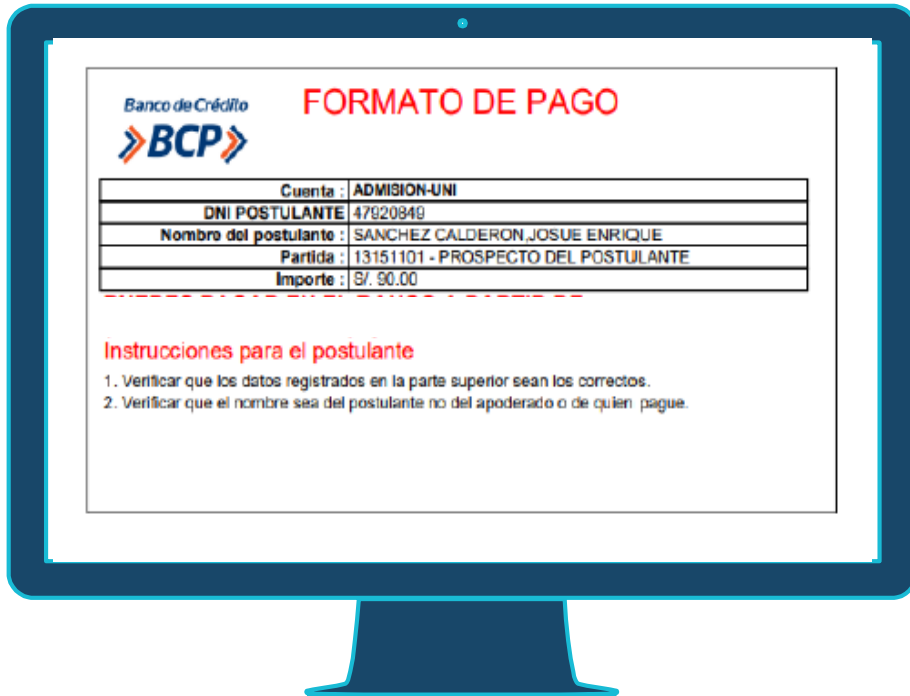 Banco de Crédito
BCP
FORMATO DE PAGO
Cuenta : ADMISION-UNI
DNI POSTULANTE 47920849
Nombre del postulante : SANCHEZ CALDERON,JOSUE ENRIQUE
Partida : 13151101 - PROSPECTO DEL POSTULANTE
Importe : S/. 90.00
Instrucciones para el postulante
1. Verificar que los datos registrados en la parte superior sean los correctos.
2. Verificar que el nombre sea del postulante no del apoderado o de quien pague.